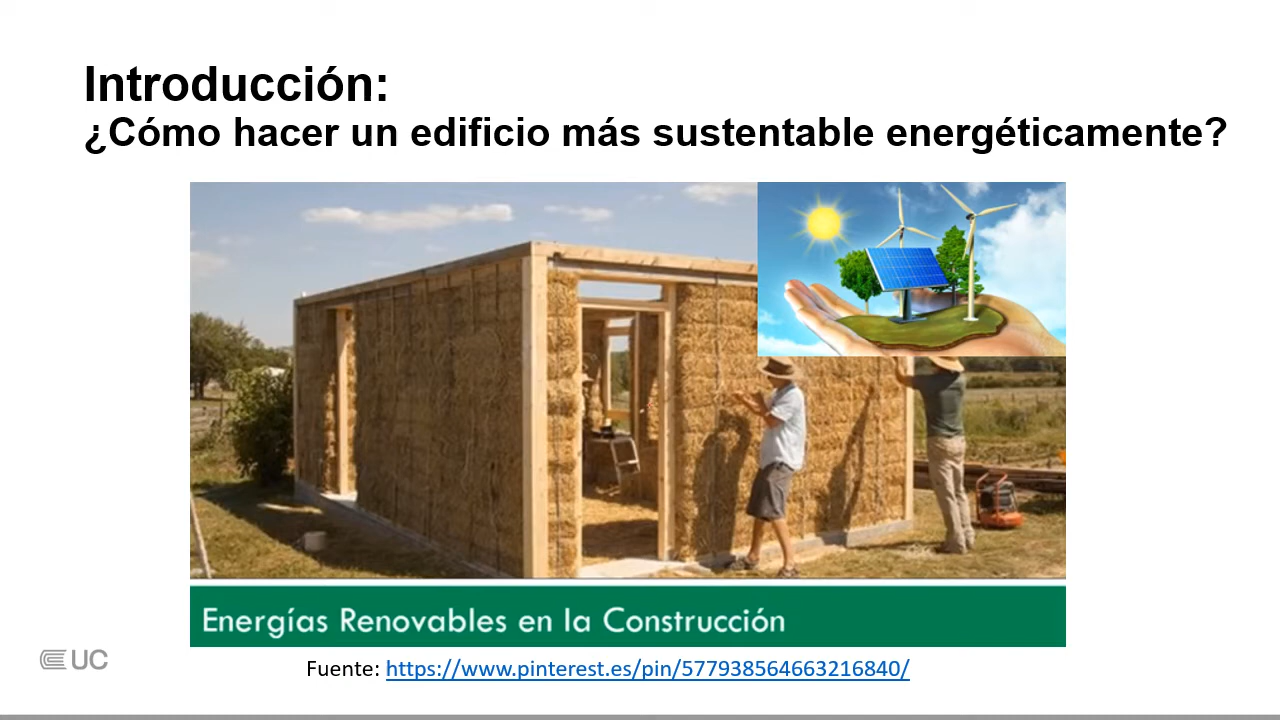 Introducción:
¿Cómo hacer un edificio más sustentable energéticamente?
Energías Renovables en la Construcción
UC
Fuente: https://www.pinterest.es/pin/577938564663216840/